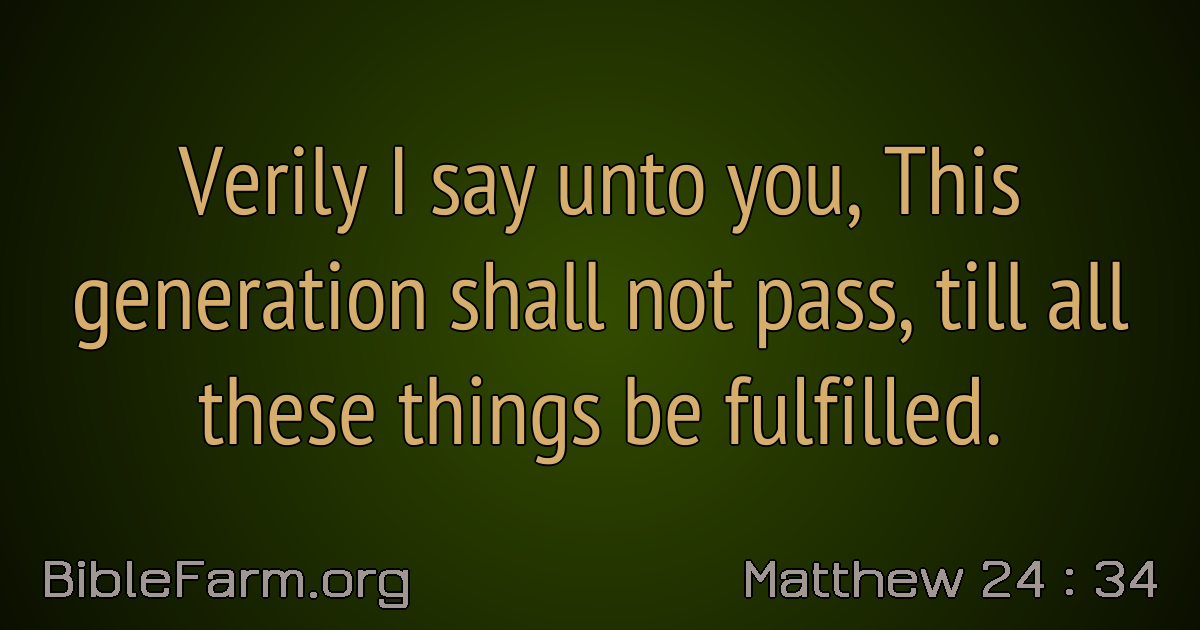 Verily I say unto you, This
generation shall not pass, till all
these things be fulfilled.
BibleFarm.org
Matthew 24 : 34